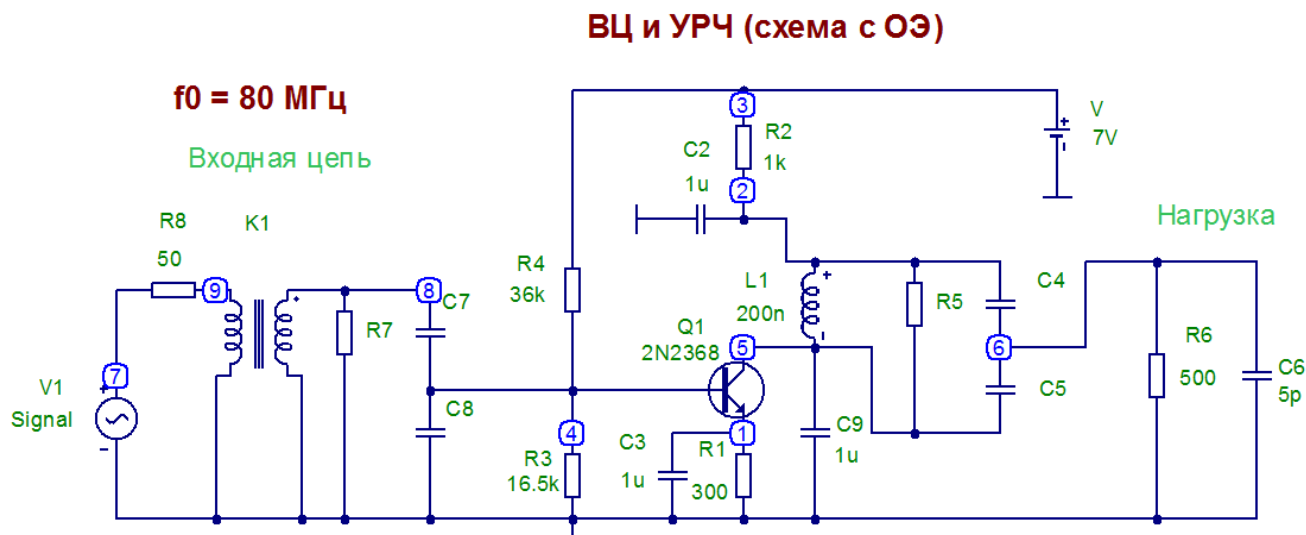 ВЦ и УРЧ (схема с ОЭ)
f0 = 80 МГц
Входная цепь
Нагрузка
R8
50
K1
9
7
V1
Signal
R7
8
C7
C8
R4
36k
4
R3
16.5k
C2
1u
3
R2
1k
2
V
7V
L1
200n
Q1
2N2368
5
R5
C4
6
C5
C3
1u
1
R1
300
C9
1u
R6
500
C6
5p